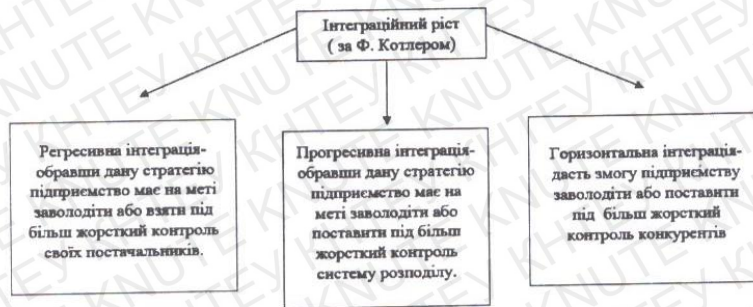 Інтеграційний ріст
( за Ф. Котлером)
Регресивна інтеграція-
обравши дану стратегію
підприємство має на меті
заволодіти або взяти під
більш жорсткий контроль
своїх постачальників.
Прогресивна інтеграція-
обравши дану стратегію
підприємство має на
меті заволодіти або
поставити під більш
жорсткий контроль
систему розподілу.
Горизонтальна інтеграція-
дасть змогу підприємству
заволодіти або поставити
під більш жорсткий
контроль конкурентів